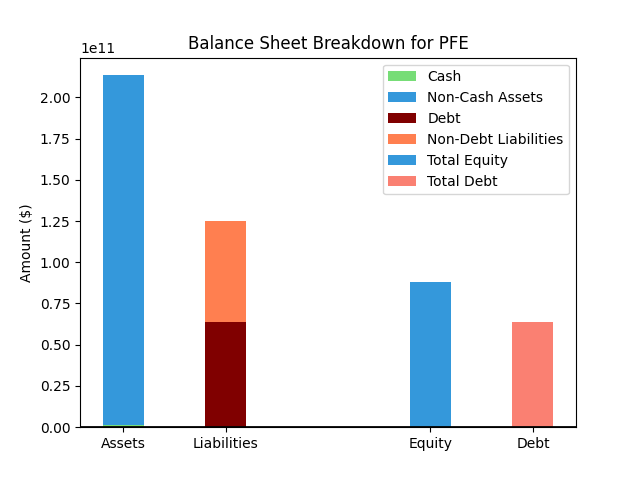 Balance Sheet Breakdown for PFE
1e11
Cash
Non-Cash Assets
Debt
Non-Debt Liabilities
Total Equity
Total Debt
Amount ($)
2.00
1.75
1.50
1.25
1.00
0.75
0.50
0.25
0.00
Assets Liabilities Equity Debt